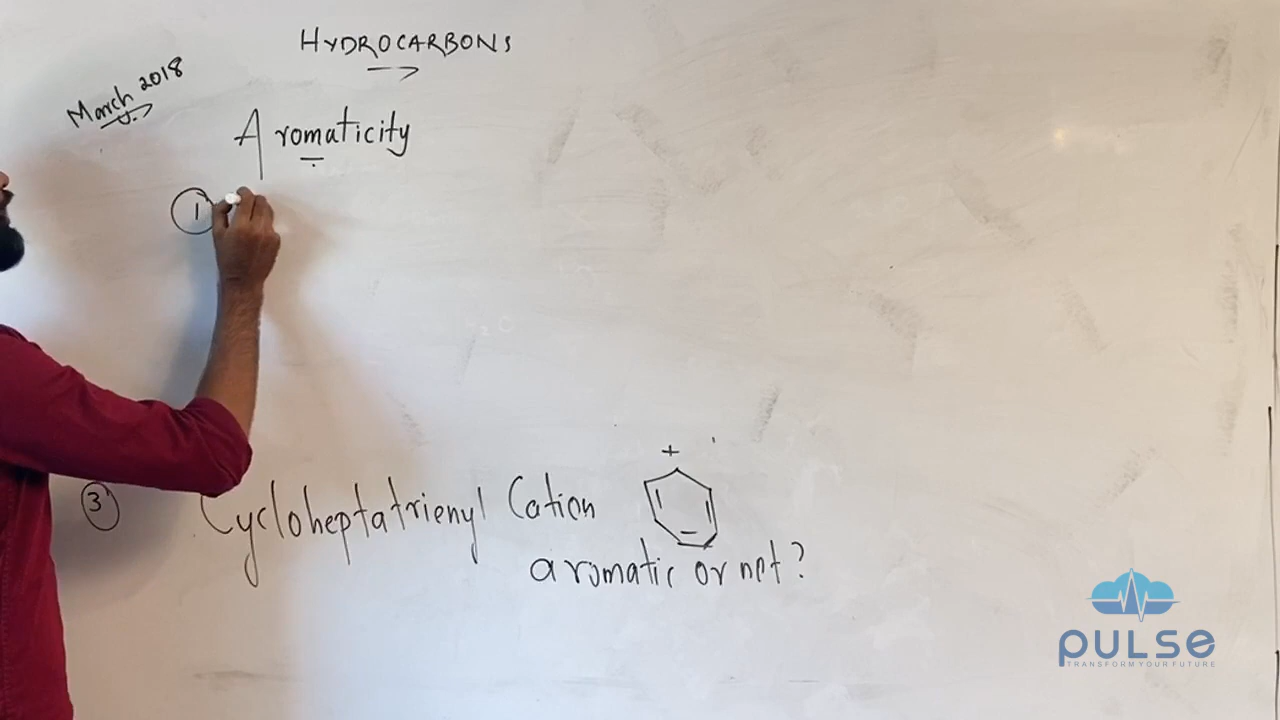 HYDROCARBONS
March 2018
Aromaticity
1
3 Cycloheptatrienyl Cation
+
aromatic or not?
PULSE
TRANSFORM YOUR FUTURE